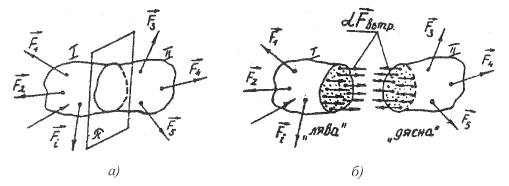 F₁ I F₃ II
F₂ F₄
Fᵢ π F₅
а)
dFвътр.
F₁ I F₃ II
F₂ F₄
Fᵢ „лява“ „дясна“ F₅
б)